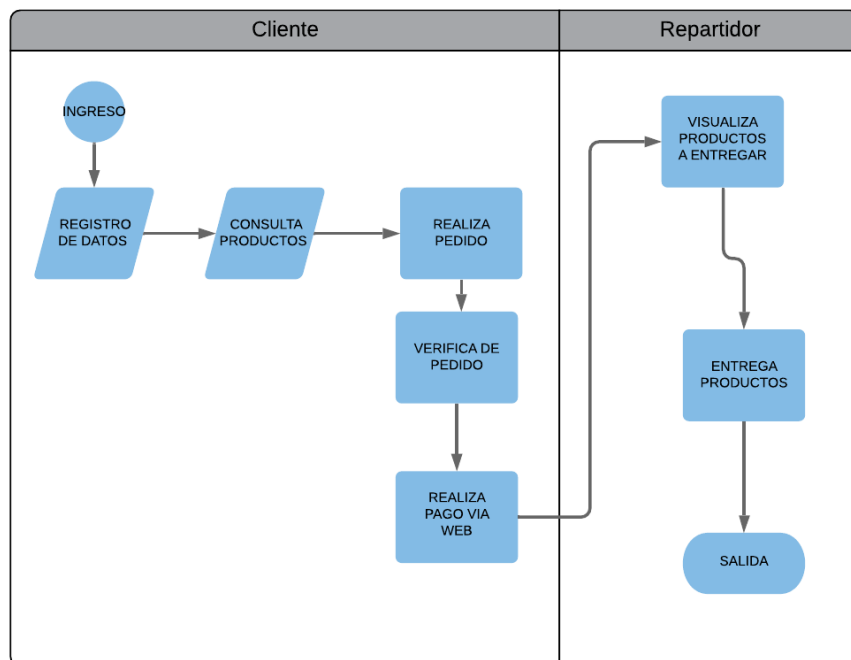 Cliente
Repartidor
INGRESO
REGISTRO
DE DATOS
CONSULTA
PRODUCTOS
REALIZA
PEDIDO
VERIFICA DE
PEDIDO
REALIZA
PAGO VIA
WEB
VISUALIZA
PRODUCTOS
A ENTREGAR
ENTREGA
PRODUCTOS
SALIDA